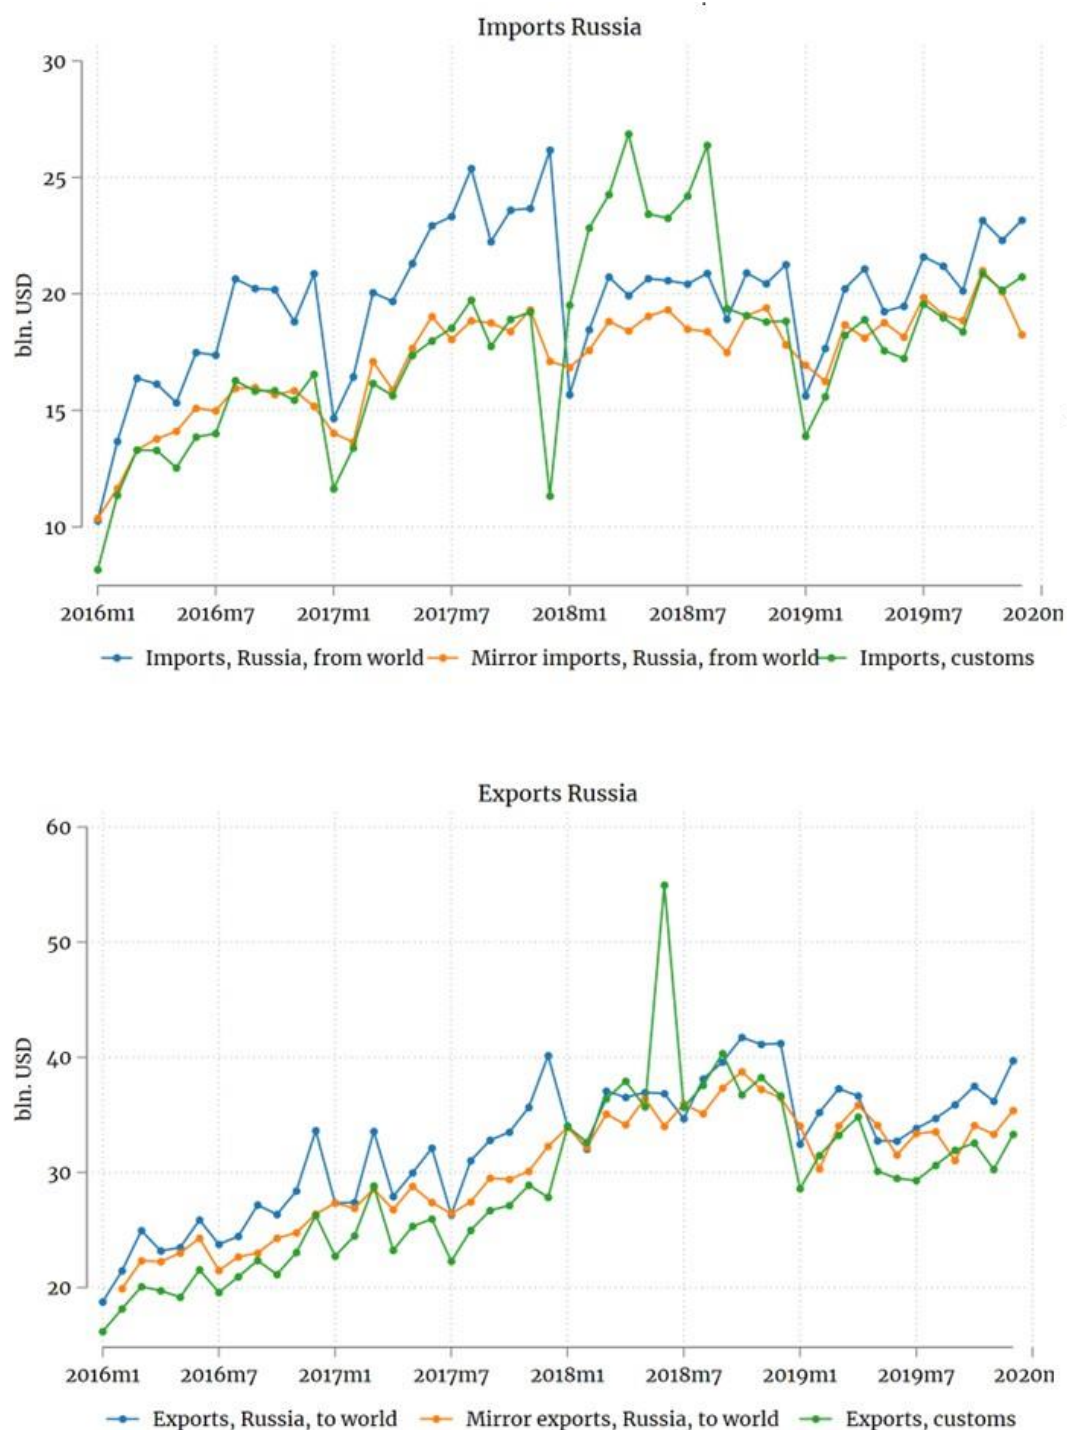 Imports Russia
30
25
20
15
10
bln. USD
2016m1 2016m7 2017m1 2017m7 2018m1 2018m7 2019m1 2019m7 2020n
Imports, Russia, from world Mirror imports, Russia, from world Imports, customs
Exports Russia
60
50
40
30
20
bln. USD
2016m1 2016m7 2017m1 2017m7 2018m1 2018m7 2019m1 2019m7 2020n
Exports, Russia, to world Mirror exports, Russia, to world Exports, customs